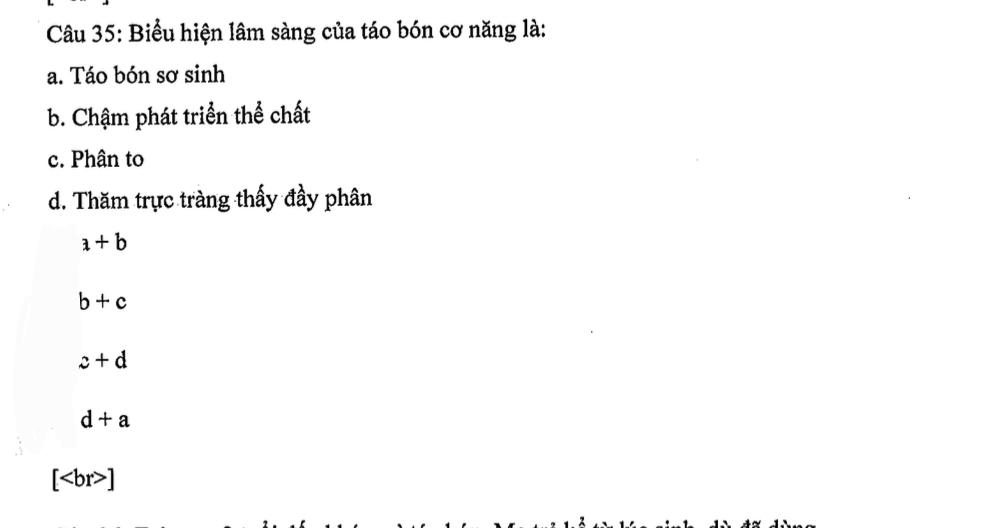 Câu 35: Biểu hiện lâm sàng của táo bón cơ năng là:
a. Táo bón sơ sinh
b. Chậm phát triển thể chất
c. Phân to
d. Thăm trực tràng thấy đầy phân
a + b
b + c
c + d
d + a
[<br>]